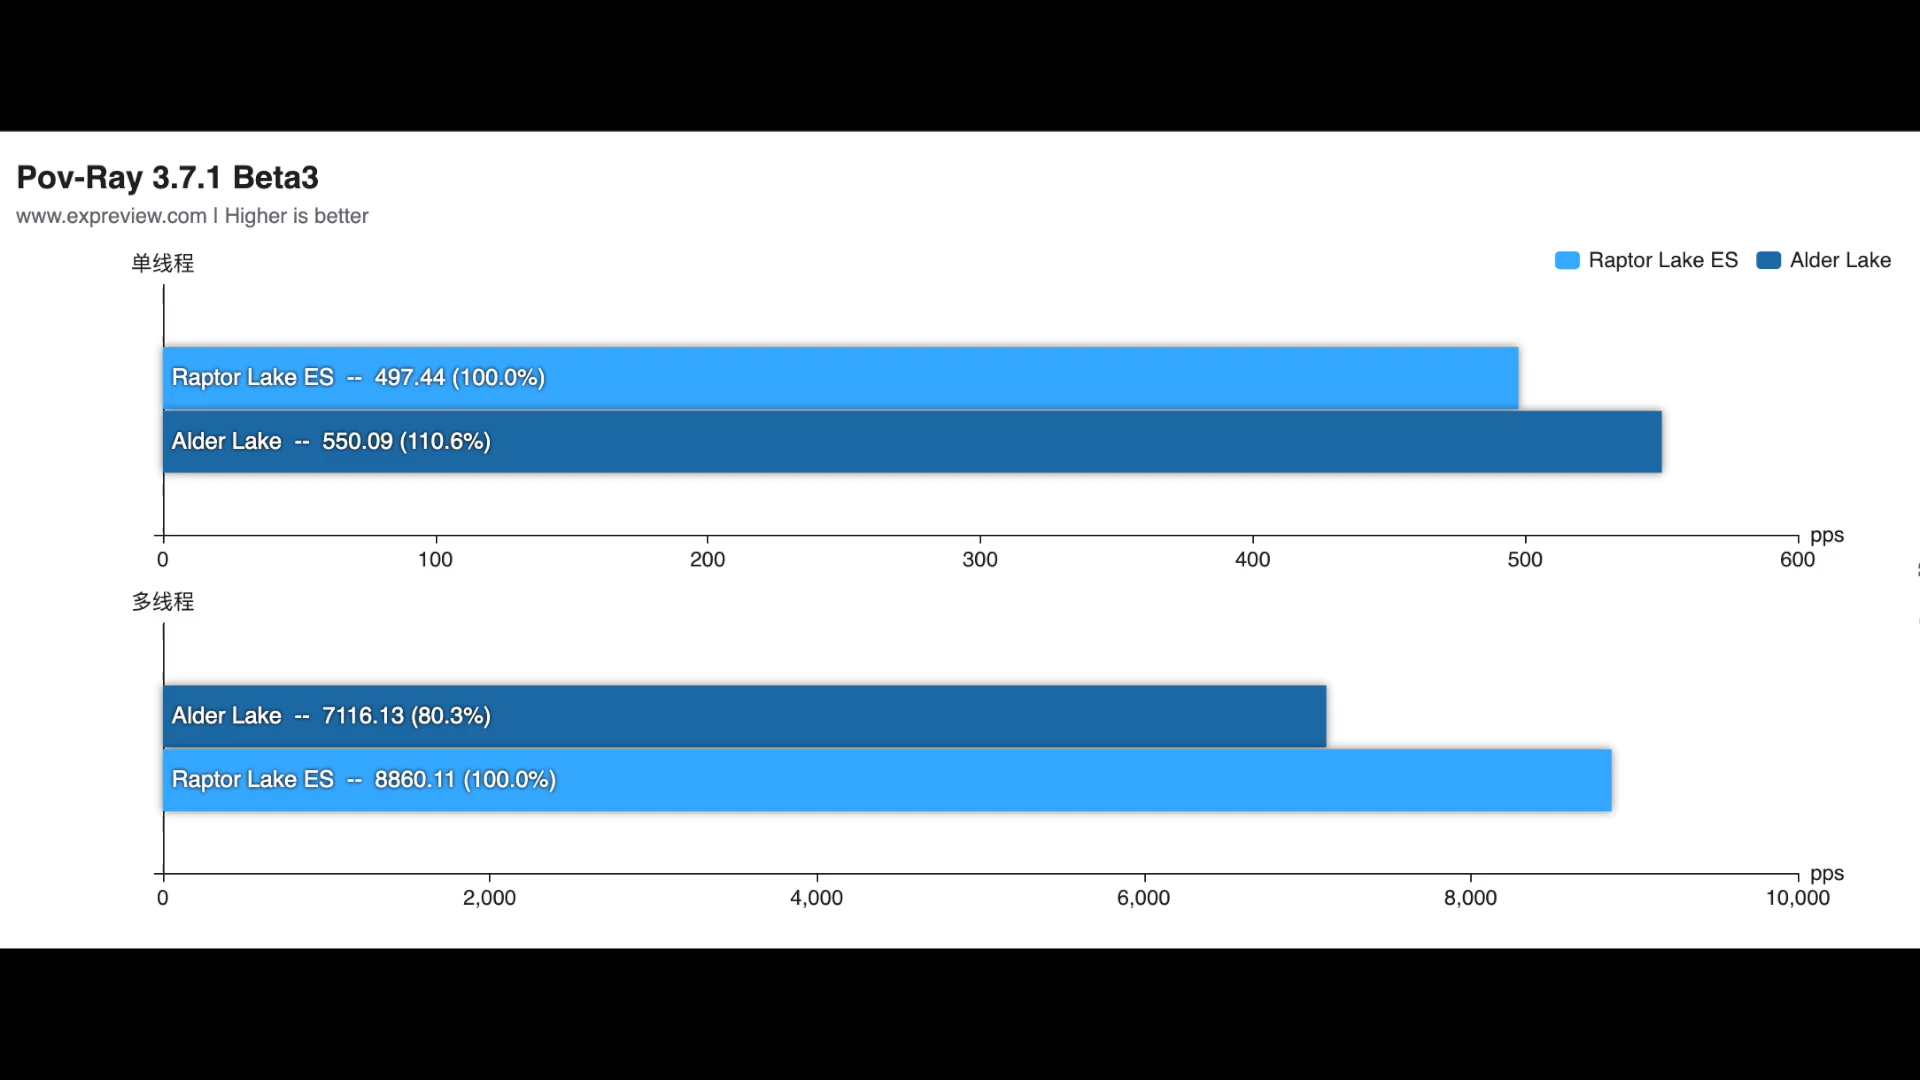 Pov-Ray 3.7.1 Beta3
www.expreview.com | Higher is better
单线程
Raptor Lake ES Alder Lake
Raptor Lake ES -- 497.44 (100.0%)
Alder Lake -- 550.09 (110.6%)
pps
0 100 200 300 400 500 600
多线程
Alder Lake -- 7116.13 (80.3%)
Raptor Lake ES -- 8860.11 (100.0%)
pps
0 2,000 4,000 6,000 8,000 10,000